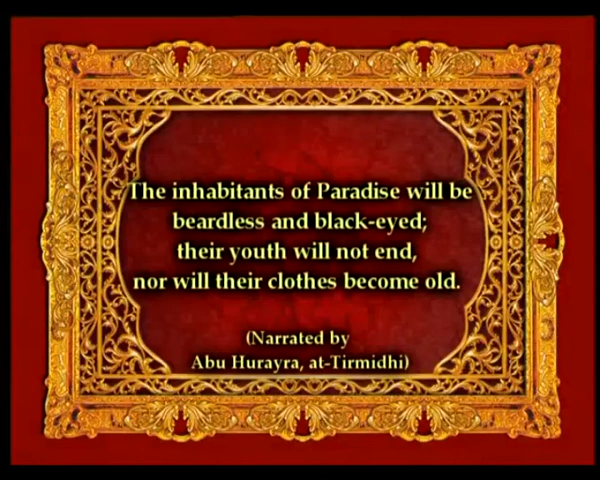 The inhabitants of Paradise will be
beardless and black-eyed;
their youth will not end,
nor will their clothes become old.
(Narrated by
Abu Hurayra, at-Tirmidhi)